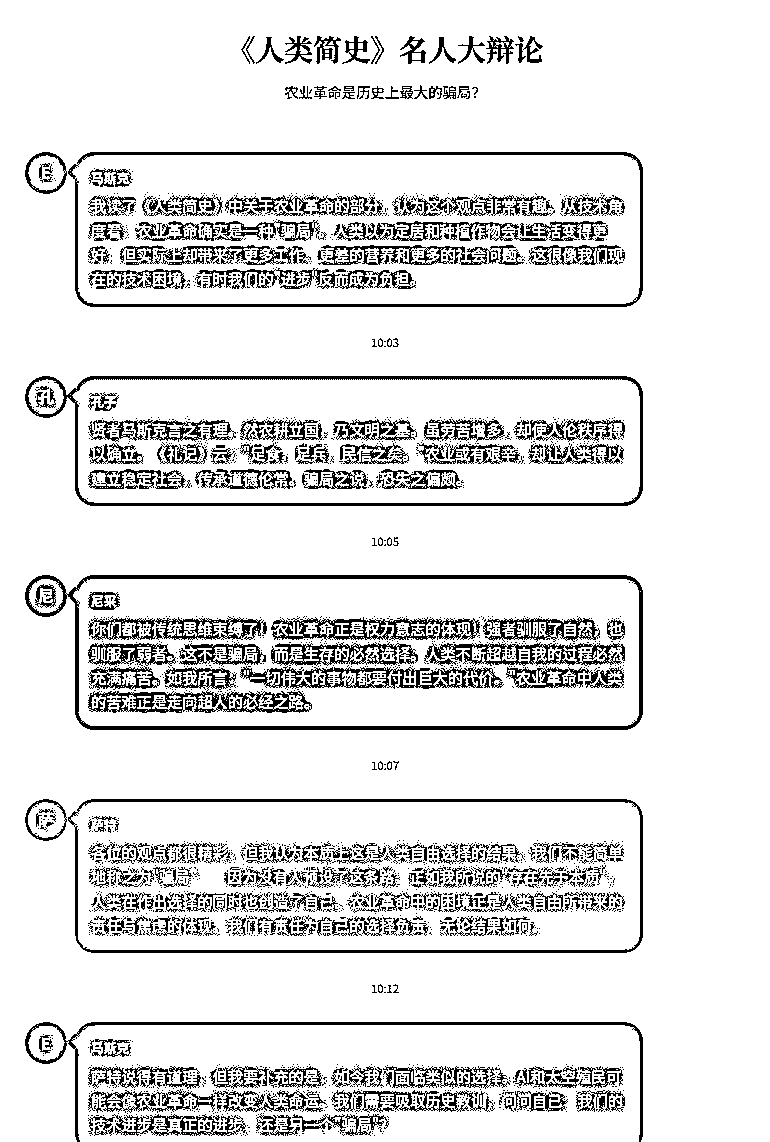 《人类简史》名人大辩论
农业革命是历史上最大的骗局？
E
马斯克
我读了《人类简史》中关于农业革命的部分，认为这个观点非常有趣。从技术角
度看，农业革命确实是一种"骗局"。人类以为定居和种植作物会让生活变得更
好，但实际上却带来了更多工作、更差的营养和更多的社会问题。这很像我们现
在的技术困境，有时我们的"进步"反而成为负担。
10:03
孔
孔子
贤者马斯克言之有理。然农耕立国，乃文明之基。虽劳苦增多，却使人伦秩序得
以确立。《礼记》云："足食，足兵，民信之矣。"农业或有艰辛，却让人类得以
建立稳定社会，传承道德伦常。骗局之说，恐失之偏颇。
10:05
尼
尼采
你们都被传统思维束缚了！农业革命正是权力意志的体现！强者驯服了自然，也
驯服了弱者。这不是骗局，而是生存的必然选择。人类不断超越自我的过程必然
充满痛苦。如我所言："一切伟大的事物都要付出巨大的代价。"农业革命中人类
的苦难正是走向超人的必经之路。
10:07
萨
萨特
各位的观点都很精彩，但我认为本质上这是人类自由选择的结果。我们不能简单
地称之为"骗局"——因为没有人预设了这条路。正如我所说的"存在先于本质"，
人类在作出选择的同时也创造了自己。农业革命中的困境正是人类自由所带来的
责任与焦虑的体现。我们有责任为自己的选择负责，无论结果如何。
10:12
E
马斯克
萨特说得有道理。但我要补充的是，如今我们面临类似的选择。AI和太空殖民可
能会像农业革命一样改变人类命运。我们需要吸取历史教训，问问自己：我们的
技术进步是真正的进步，还是另一个"骗局"？